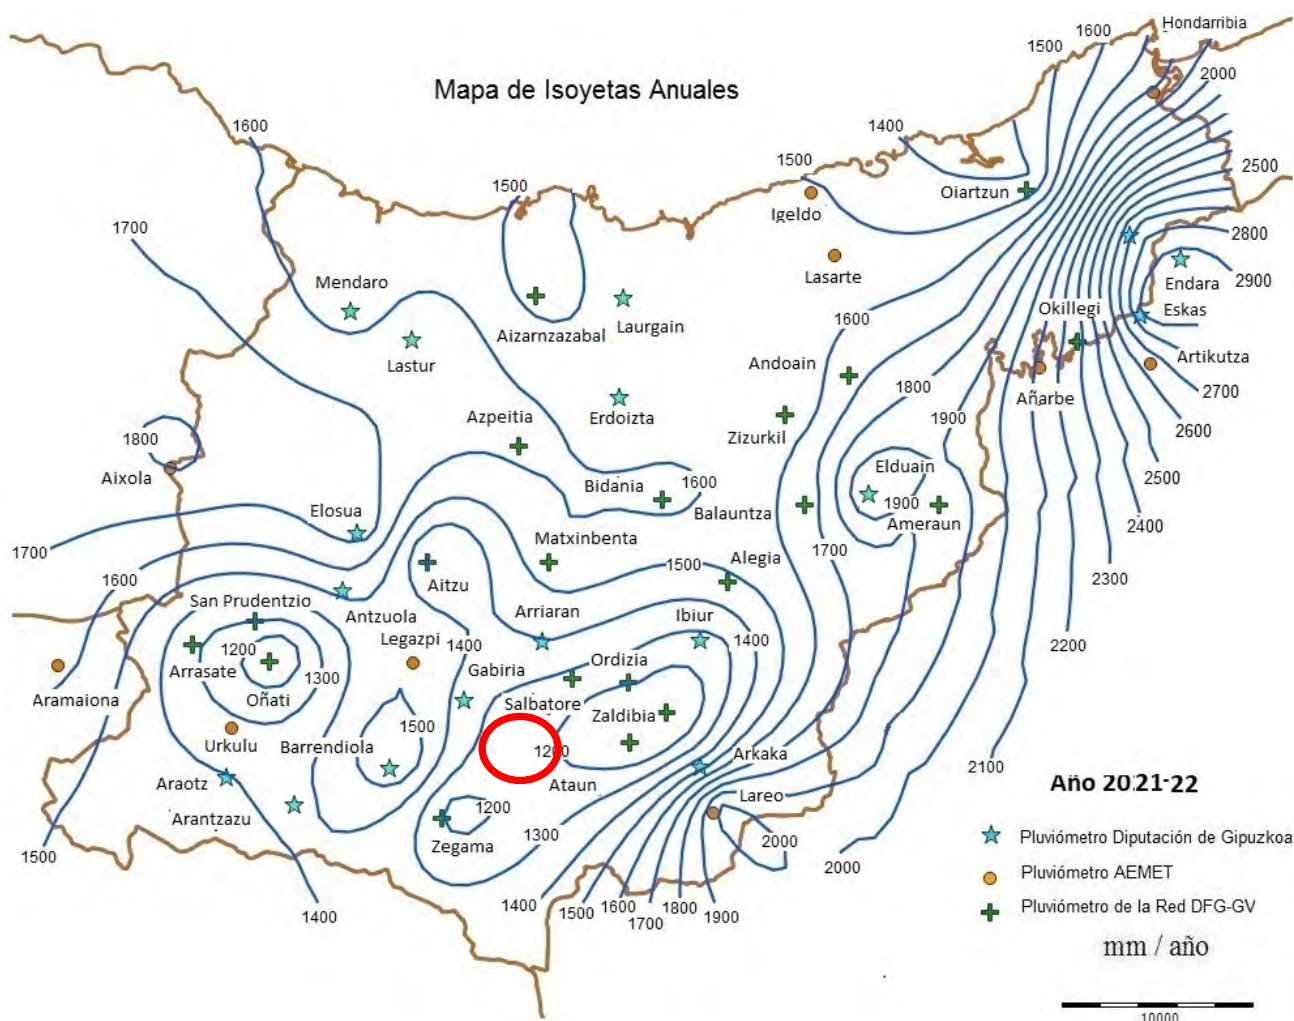 Hondarribia
1500
1600
2000
Mapa de Isoyetas Anuales
1600
1400
1500
2500
1500
Oiartzun
Igeldo
1700
2800
Lasarte
Mendaro
2900
Endara
Laurgain
Okillegi
Eskas
Aizarnzazabal
1600
Lastur
Andoain
Artikutza
1800
2700
Añarbe
Azpeitia
Erdoizta
1900
2600
1800
Zizurkil
Elduain
Aixola
2500
Bidania
1600
1900
Elosua
Balauntza
Ameraun
2400
Matxinbenta
1700
1700
Alegia
1500
1600
Aitzu
2300
San Prudentzio
Antzuola
Arriaran
Ibiur
Legazpi
1400
1400
2200
1200
Ordizia
Arrasate
1300
Gabiria
Aramaiona
Oñati
Salbatore
Zaldibia
1500
Urkulu
Barrendiola
1200
Arkaka
2100
Araotz
Ataun
Año 2021-22
Lareo
1200
Arantzazu
1300
Pluviómetro Diputación de Gipuzkoa
2000
Zegama
1500
2000
Pluviómetro AEMET
1400
1400
1500
1600
1700
1800
1900
Pluviómetro de la Red DFG-GV
mm / año
10000